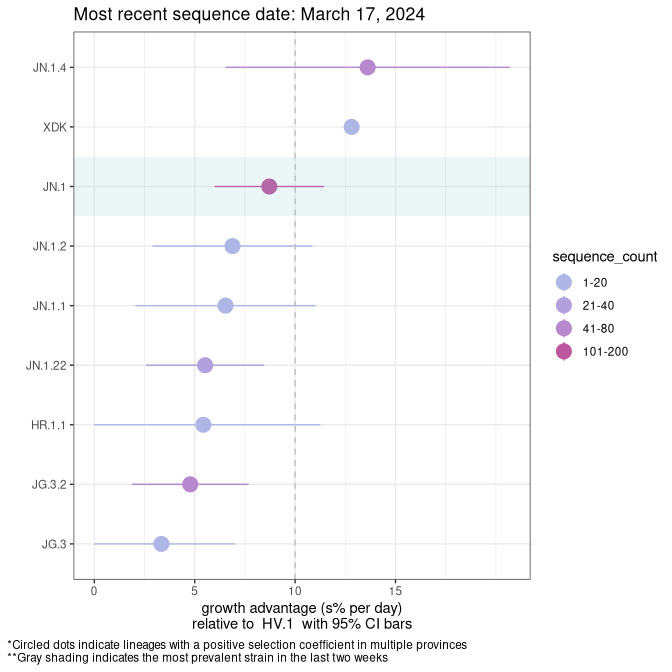 Most recent sequence date: March 17, 2024
JN.1.4
XDK
JN.1
JN.1.2
JN.1.1
JN.1.22
HR.1.1
JG.3.2
JG.3
0 5 10 15
growth advantage (s% per day)
relative to HV.1 with 95% CI bars
sequence_count
1-20
21-40
41-80
101-200
*Circled dots indicate lineages with a positive selection coefficient in multiple provinces
**Gray shading indicates the most prevalent strain in the last two weeks